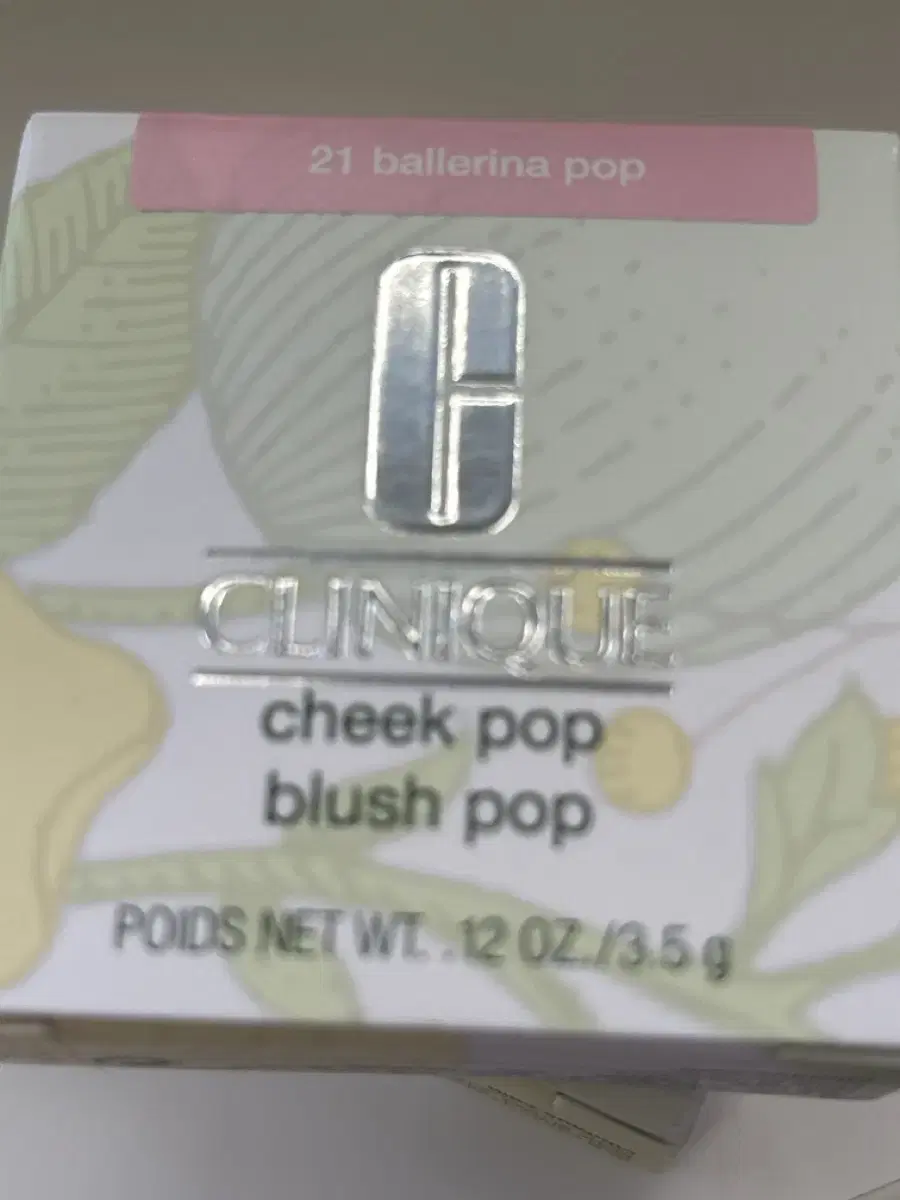 21 ballerina pop
CLINIQUE
cheek pop
blush pop
POIDS NET WT. .12 OZ./3.5 g